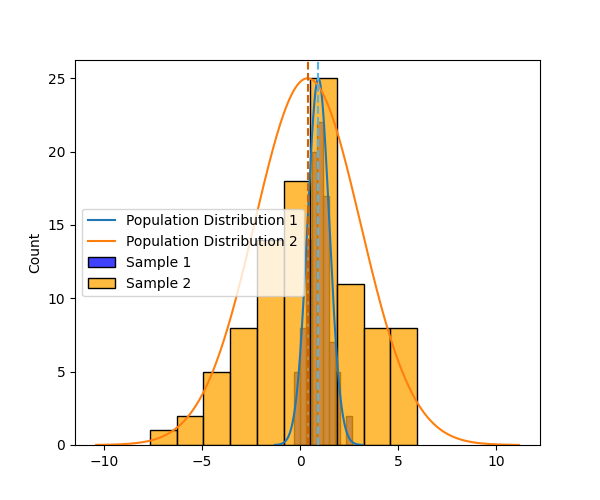 25
20
15
10
5
0
Count
Population Distribution 1
Population Distribution 2
Sample 1
Sample 2
−10
−5
0
5
10